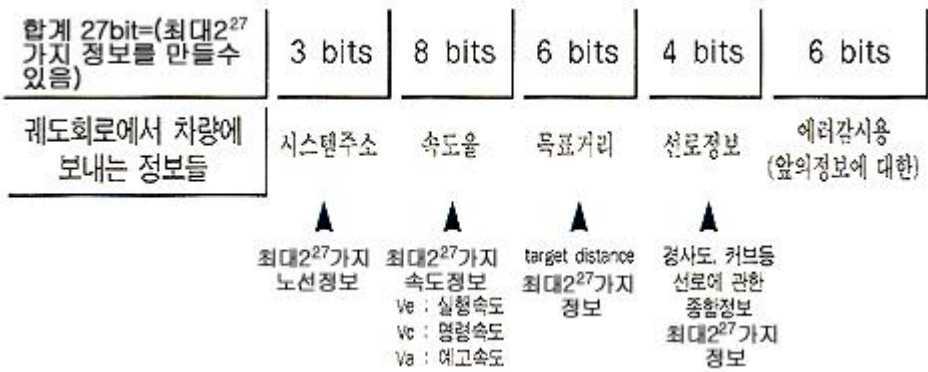 합계 27bit=(최대2²⁷
가지 정보를 만들수
있음)
3 bits
8 bits
6 bits
4 bits
6 bits
궤도회로에서 차량에
보내는 정보들
시스템주소
속도율
목표거리
선로정보
에러감시용
(앞의정보에 대한)
최대2²⁷가지
노선정보
최대2²⁷가지
속도정보
Ve : 실행속도
Vc : 명령속도
Va : 예고속도
target distance
최대2²⁷가지
정보
경사도, 커브등
선로에 관한
종합정보
최대2²⁷가지
정보